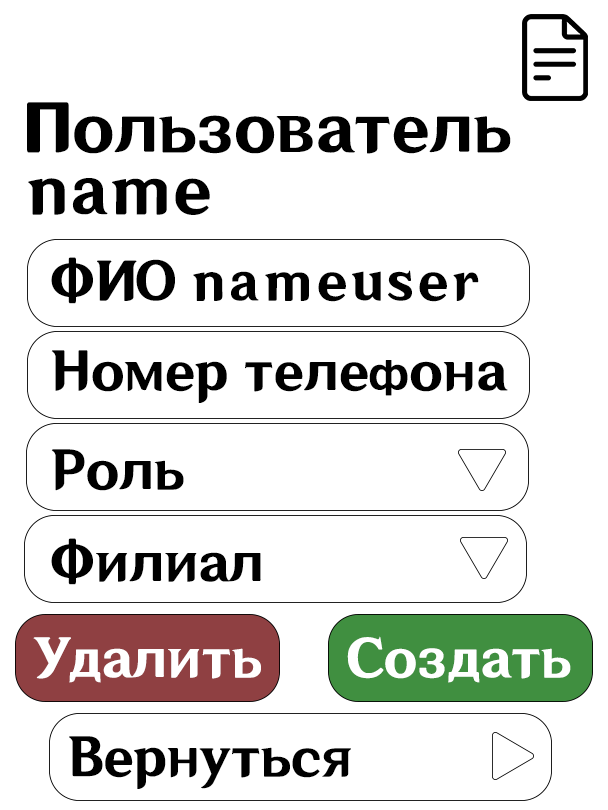 Пользователь
name
ФИО nameuser
Номер телефона
Роль
Филиал
Удалить
Создать
Вернуться